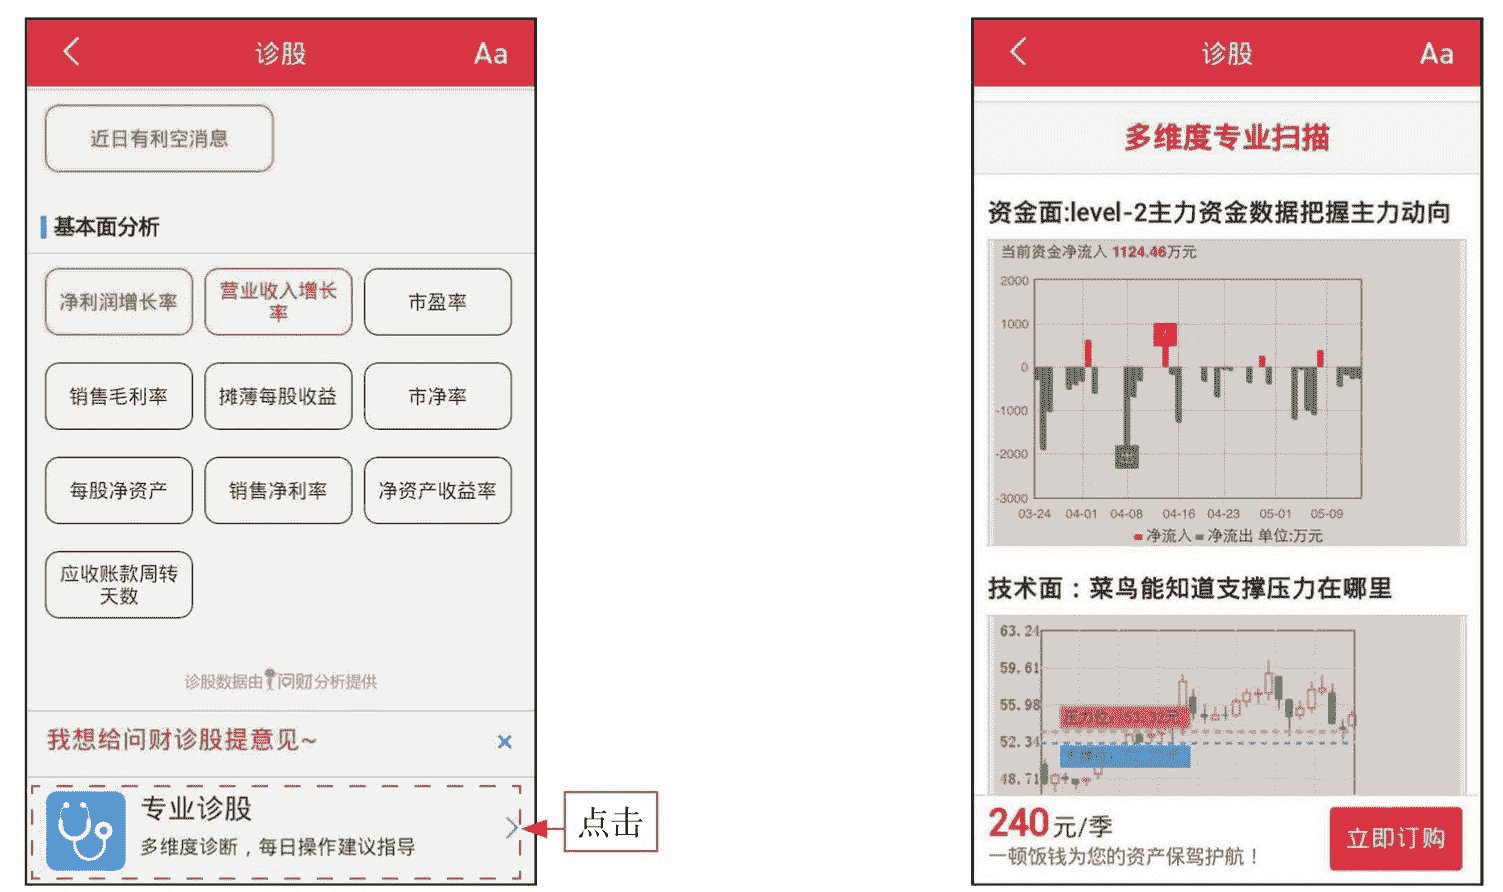 诊股
Aa
近日有利空消息
基本面分析
净利润增长率
营业收入增长
率
市盈率
销售毛利率
摊薄每股收益
市净率
每股净资产
销售净利率
净资产收益率
应收账款周转
天数
诊股数据由问财分析提供
我想给问财诊股提意见~
×
专业诊股
多维度诊断，每日操作建议指导
点击
诊股
Aa
多维度专业扫描
资金面:level-2主力资金数据把握主力动向
当前资金净流入 1124.46万元
2000
1000
0
-1000
-2000
-3000
03-24 04-01 04-08 04-16 04-23 05-01 05-09
净流入 净流出 单位:万元
技术面：菜鸟能知道支撑压力在哪里
63.24
59.61
55.98
52.34
48.71
240元/季
一顿饭钱为您的资产保驾护航！
立即订购